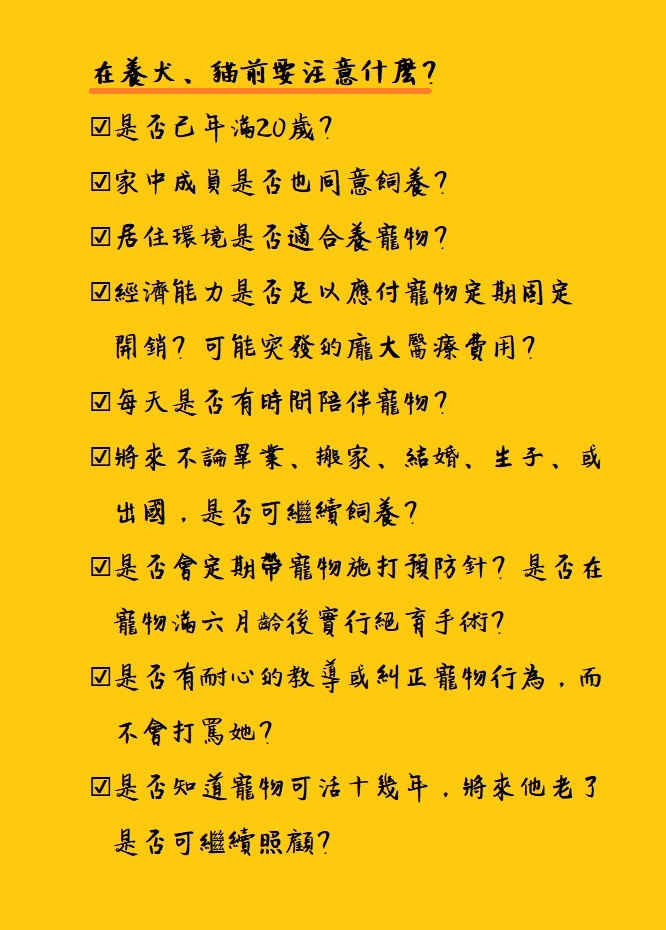 在養犬、貓前要注意什麼?
☑是否已年滿20歲?
☑家中成員是否也同意飼養?
☑居住環境是否適合養寵物?
☑經濟能力是否足以應付寵物定期固定
開銷? 可能突發的龐大醫療費用?
☑每天是否有時間陪伴寵物?
☑將來不論畢業、搬家、結婚、生子、或
出國，是否可繼續飼養?
☑是否會定期帶寵物施打預防針? 是否在
寵物滿六月齡後實行絕育手術?
☑是否有耐心的教導或糾正寵物行為，而
不會打罵她?
☑是否知道寵物可活十幾年，將來他老了
是否可繼續照顧?